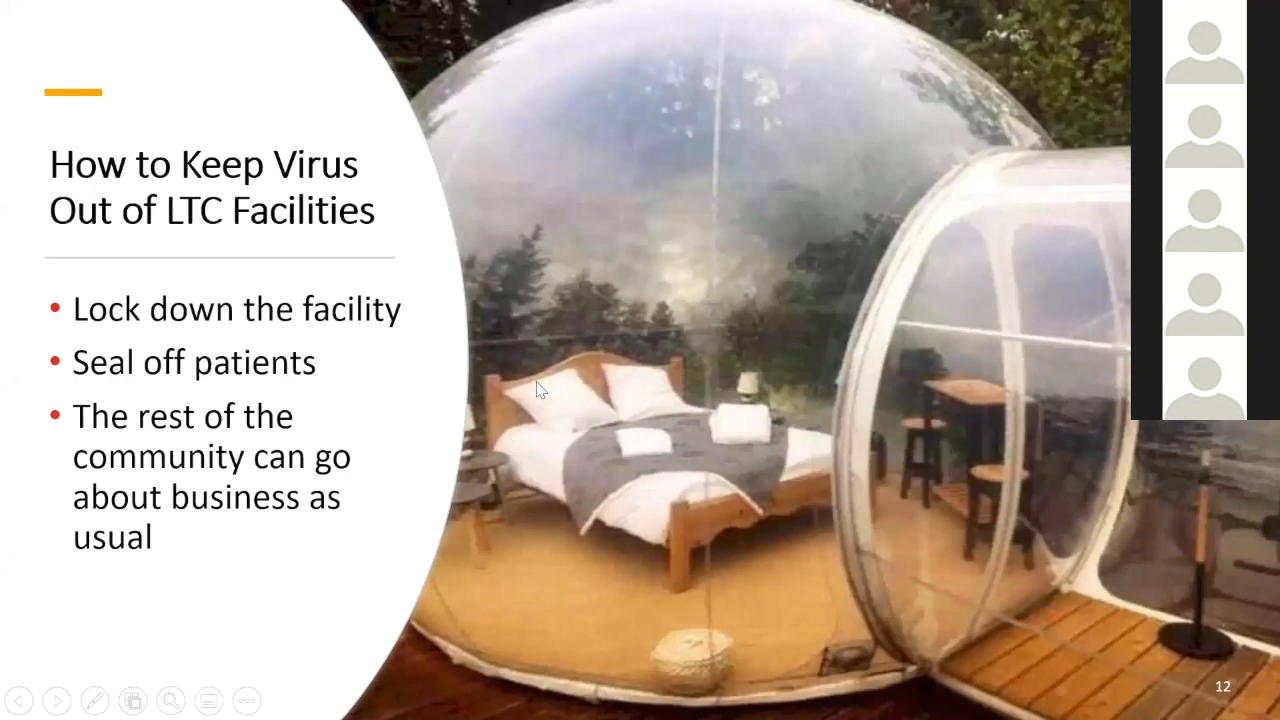 How to Keep Virus
Out of LTC Facilities
• Lock down the facility
• Seal off patients
• The rest of the
community can go
about business as
usual
12